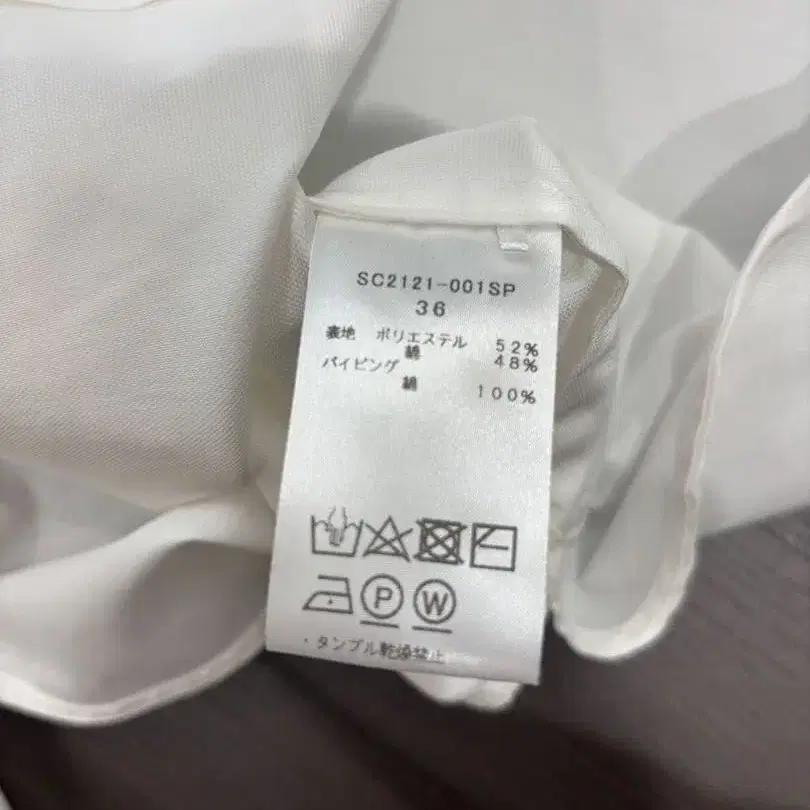 SC2121-001SP
36
表地 ポリエステル 52%
綿 48%
パイピング
綿 100%
P W
・タンブル乾燥禁止